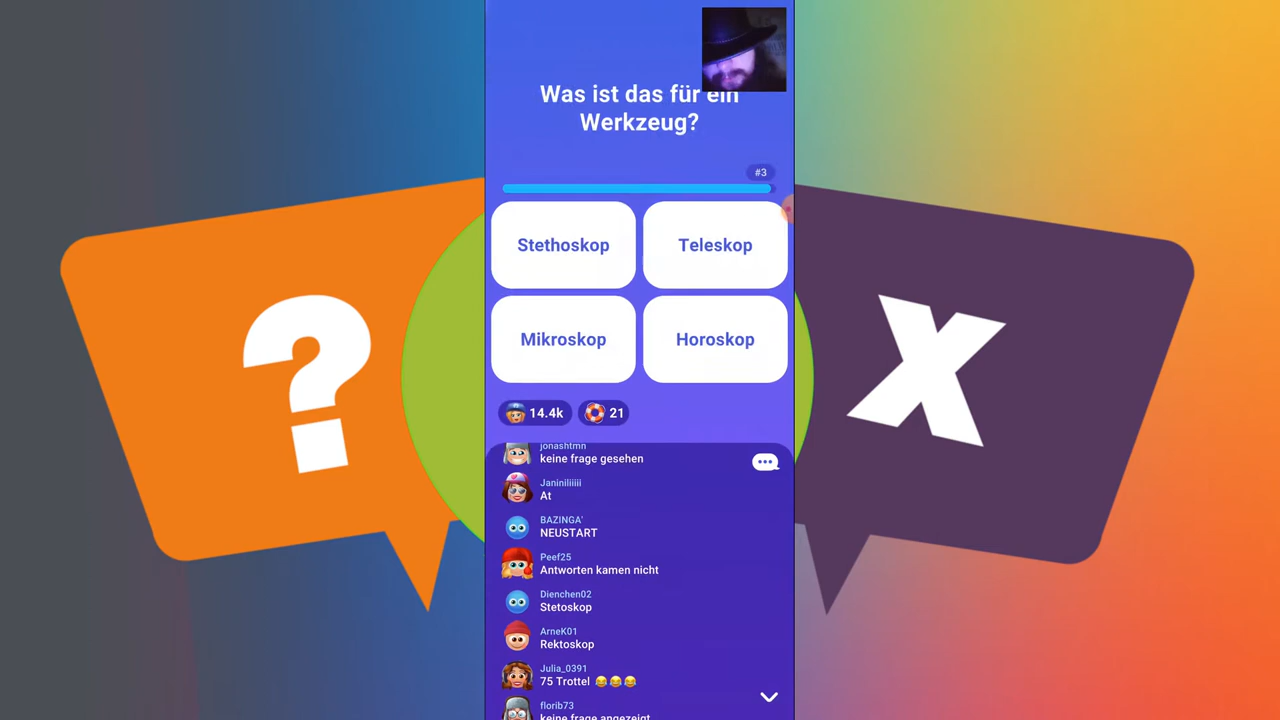 Was ist das für ein
Werkzeug?
#3
Stethoskop
Teleskop
Mikroskop
Horoskop
14.4k
21
jonashtmn
keine frage gesehen
Janiniliiiii
At
BAZINGA'
NEUSTART
Peef25
Antworten kamen nicht
Dienchen02
Stetoskop
ArneK01
Rektoskop
Julia_0391
75 Trottel 😂😂😂
florib73
keine frage angezeigt
?
X